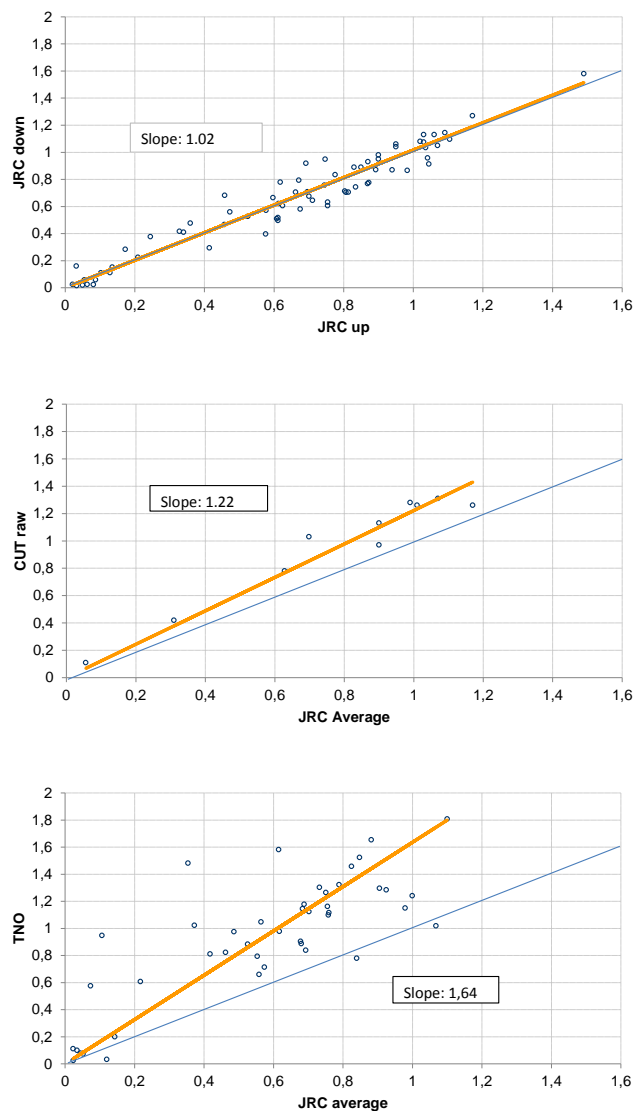 2
1,8
1,6
1,4
1,2
1
0,8
0,6
0,4
0,2
0
JRC down
Slope: 1.02
0 0,2 0,4 0,6 0,8 1 1,2 1,4 1,6
JRC up
2
1,8
1,6
1,4
1,2
1
0,8
0,6
0,4
0,2
0
CUT raw
Slope: 1.22
0 0,2 0,4 0,6 0,8 1 1,2 1,4 1,6
JRC Average
2
1,8
1,6
1,4
1,2
1
0,8
0,6
0,4
0,2
0
TNO
Slope: 1,64
0 0,2 0,4 0,6 0,8 1 1,2 1,4 1,6
JRC average